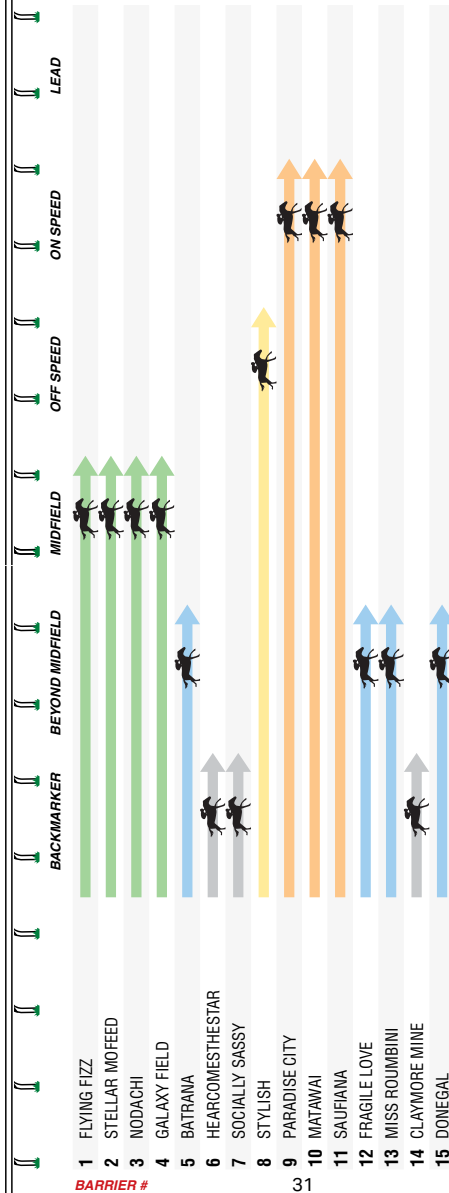 BACKMARKER BEYOND MIDFIELD MIDFIELD OFF SPEED ON SPEED LEAD
1 FLYING FIZZ
2 STELLAR MOFEED
3 NODACHI
4 GALAXY FIELD
5 BATRANA
6 HEARCOMESTHESTAR
7 SOCIALLY SASSY
8 STYLISH
9 PARADISE CITY
10 MATAWAI
11 SAUFIANA
12 FRAGILE LOVE
13 MISS ROUMBINI
14 CLAYMORE MINE
15 DONEGAL
BARRIER #
31